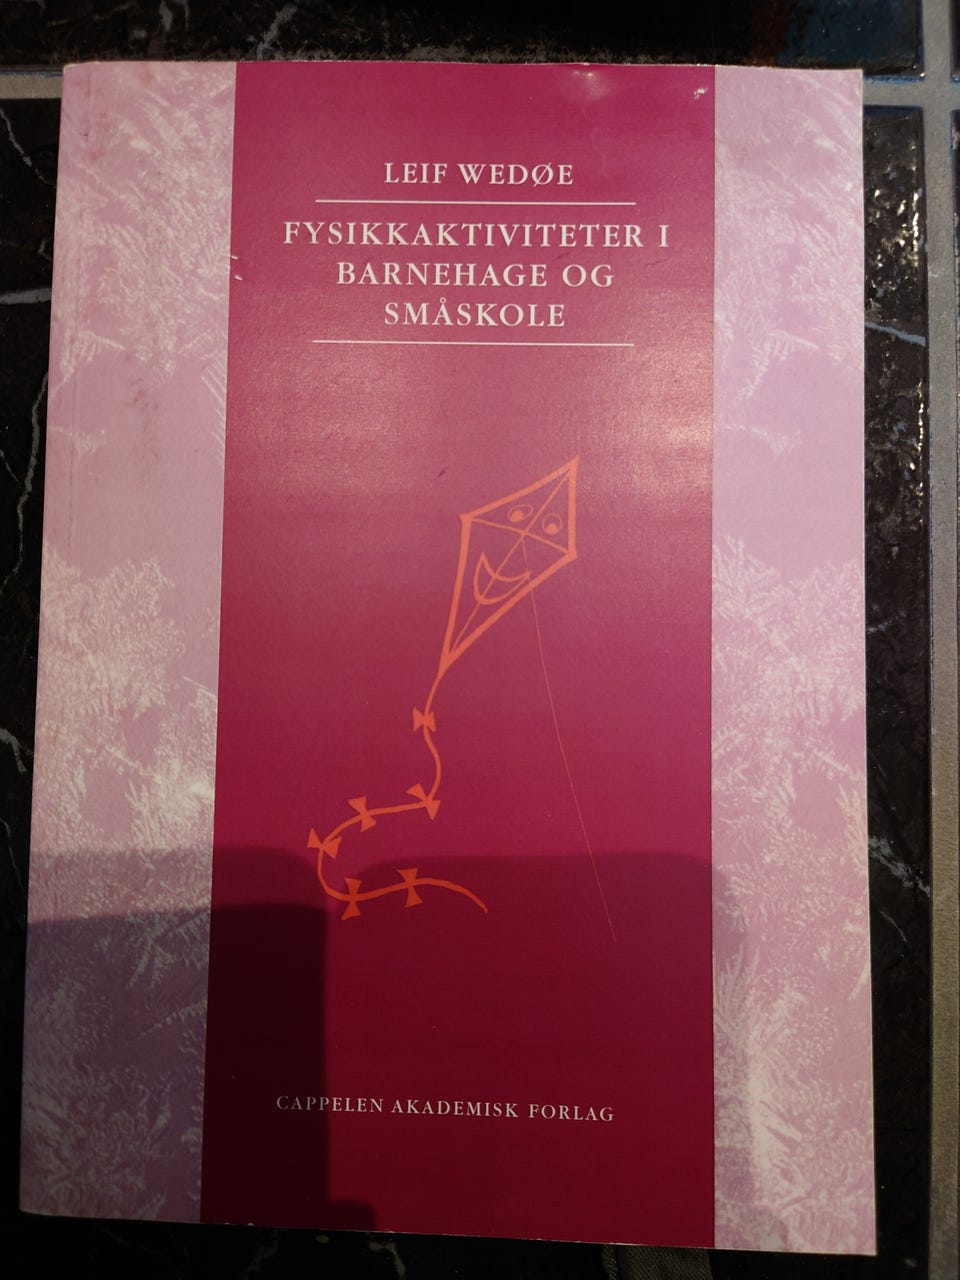 LEIF WEDØE
FYSIKKAKTIVITETER I
BARNEHAGE OG
SMÅSKOLE
CAPPELEN AKADEMISK FORLAG